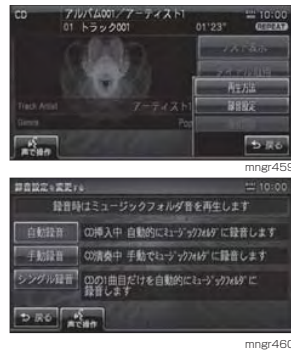 CD
アルバム001/アーティスト1
10:00
01 トラック001
01'23"
REPEAT
リスト表示
再生方法
録音設定
Track Artist
アーティスト1
Genre
Pop
声で操作
戻る
mngr459
録音設定を変更する
10:00
録音時はミュージックフォルダ音を再生します
自動録音
CD挿入中 自動的にミュージックフォルダに録音します
手動録音
CD演奏中 手動でミュージックフォルダに録音します
シングル録音
CDの1曲目だけを自動的にミュージックフォルダに
録音します
戻る
声で操作
mngr460